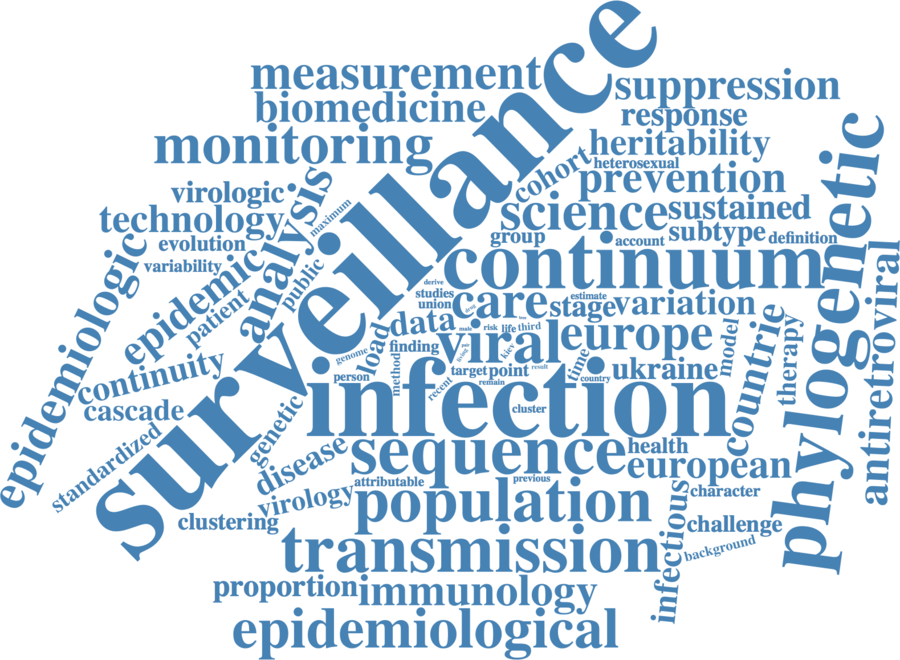 surveillance
measurement
suppression
biomedicine
response
monitoring
heritability
phylogenetic
cohort
heterosexual
prevention
virologic
analysis
maximum
science
sustained
technology
group
account
subtype
definition
evolution
epidemiologic
variability
epidemic
public
continuum
antiretroviral
patient
derive
studies
union
care
stage
estimate
variation
countrie
data
male
risk
life
third
europe
model
therapy
load
finding
viral
kiev
time
genome
method
living
result
ukraine
continuity
person
target
point
country
recent
remain
cascade
genetic
infection
cluster
standardized
disease
sequence
health
european
attributable
previous
virology
population
character
clustering
infectious
challenge
transmission
background
proportion
immunology
epidemiological